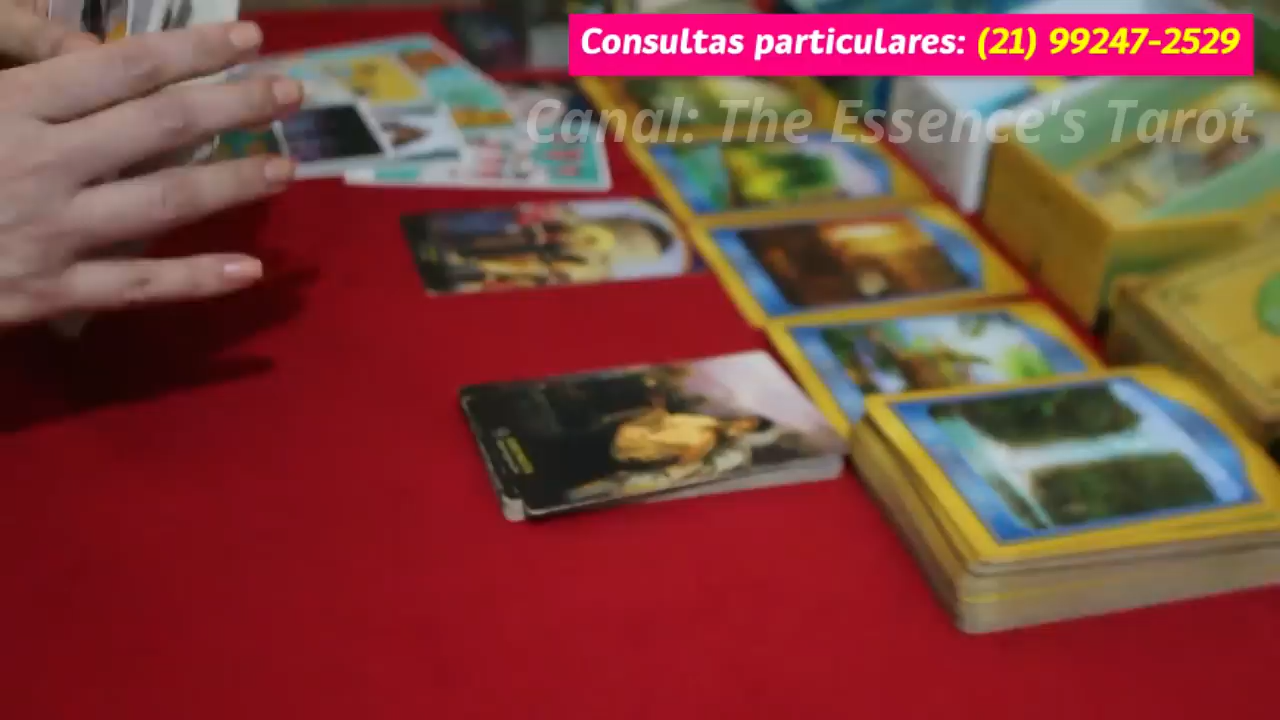 Consultas particulares: (21) 99247-2529
Canal: The Essence's Tarot